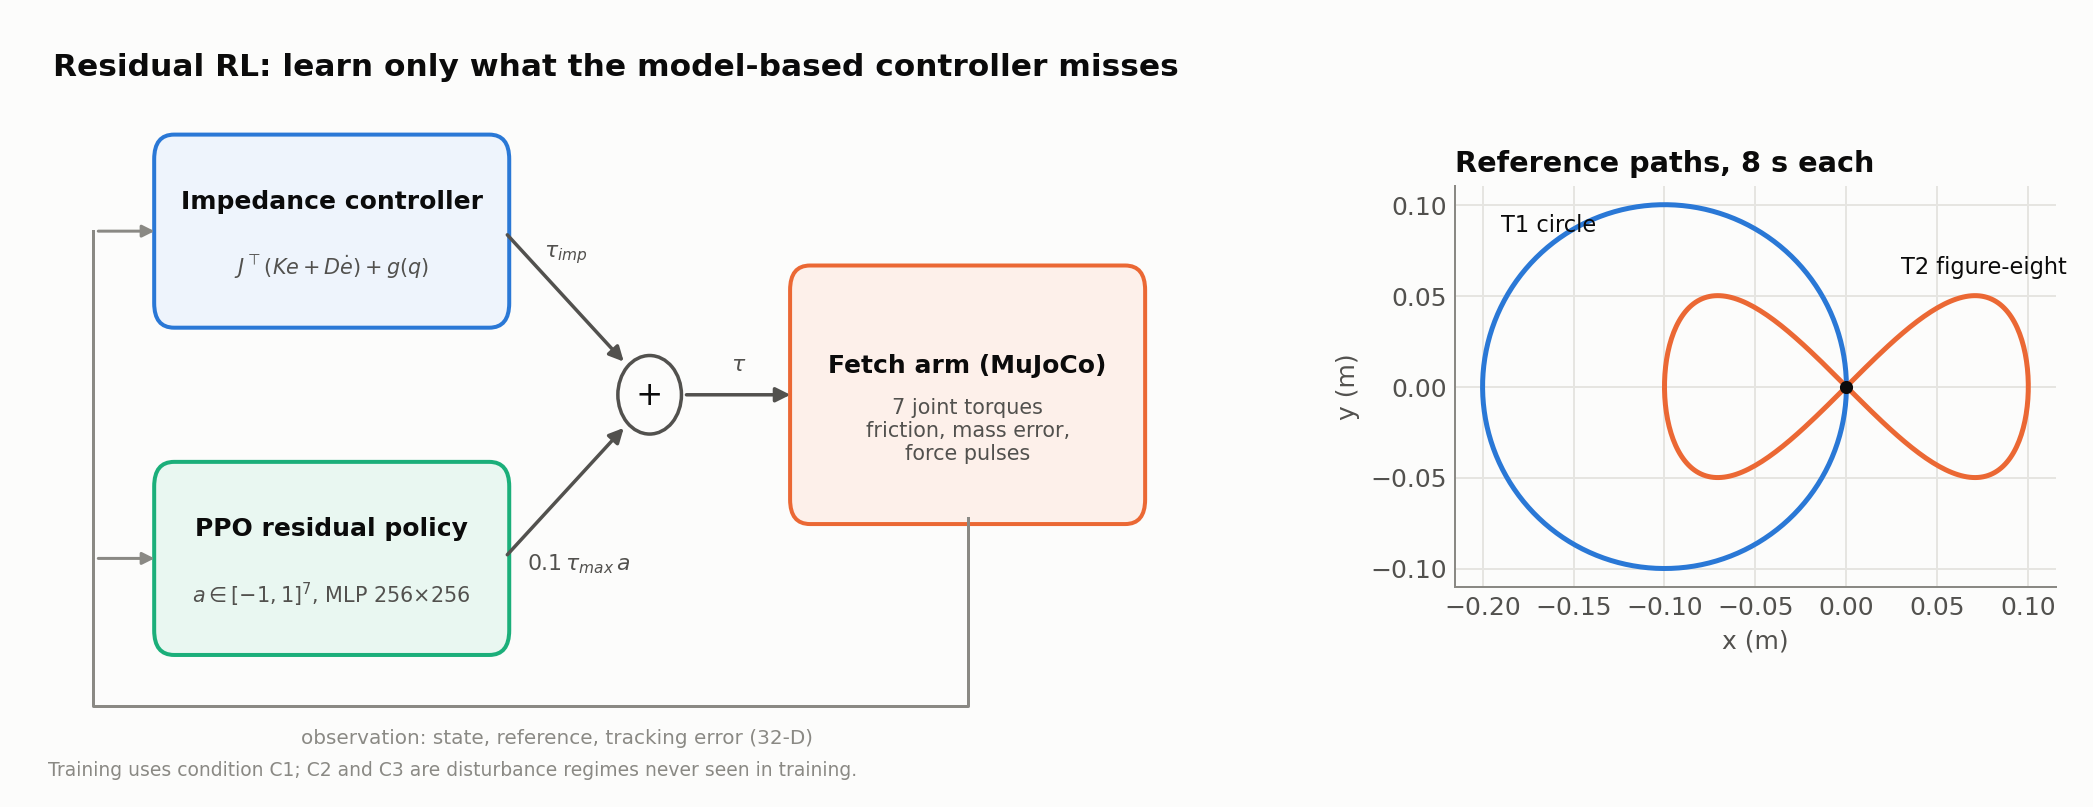 Residual RL: learn only what the model-based controller misses
Impedance controller
J⊤(Ke + Dė) + g(q)
τimp
PPO residual policy
a ∈ [−1, 1]⁷, MLP 256×256
0.1 τmax a
+
τ
Fetch arm (MuJoCo)
7 joint torques
friction, mass error,
force pulses
observation: state, reference, tracking error (32-D)
Training uses condition C1; C2 and C3 are disturbance regimes never seen in training.
Reference paths, 8 s each
T1 circle
T2 figure-eight
y (m)
0.10
0.05
0.00
−0.05
−0.10
−0.20 −0.15 −0.10 −0.05 0.00 0.05 0.10
x (m)